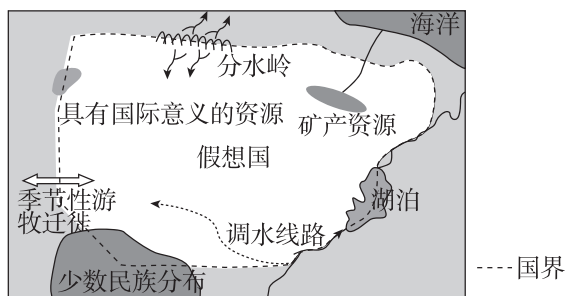 海洋
分水岭
具有国际意义的资源
矿产资源
假想国
季节性游
牧迁徙
湖泊
调水线路
少数民族分布
国界